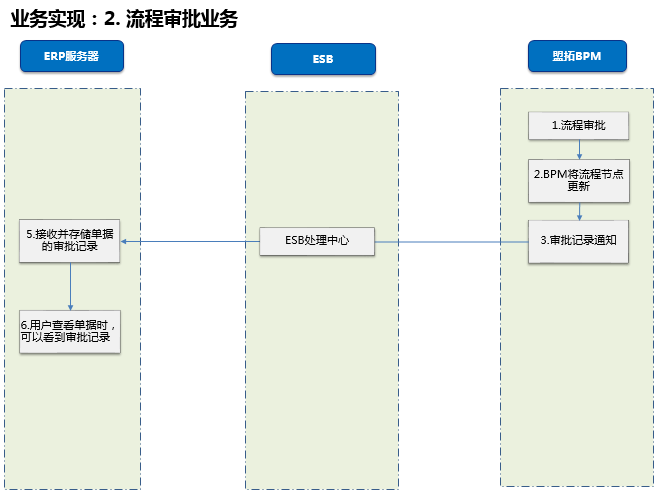 业务实现：2. 流程审批业务
ERP服务器
ESB
盟拓BPM
1.流程审批
2.BPM将流程节点
更新
3.审批记录通知
ESB处理中心
5.接收并存储单据
的审批记录
6.用户查看单据时，
可以看到审批记录